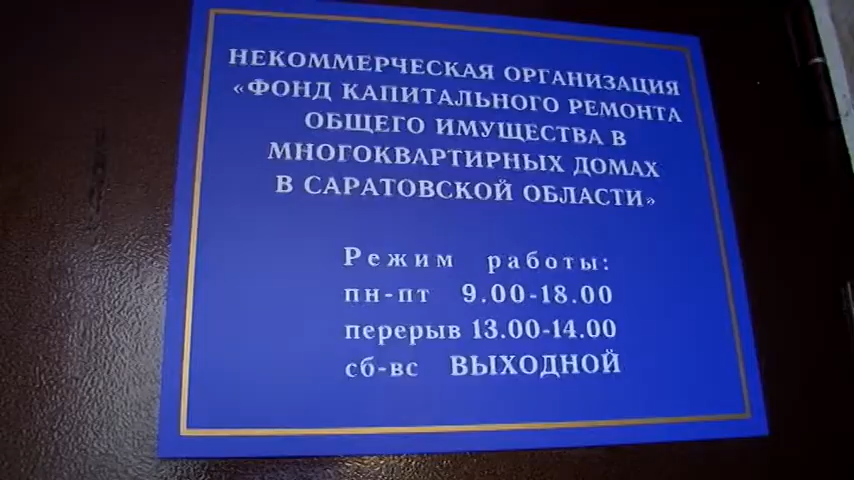 НЕКОММЕРЧЕСКАЯ ОРГАНИЗАЦИЯ
«ФОНД КАПИТАЛЬНОГО РЕМОНТА
ОБЩЕГО ИМУЩЕСТВА В
МНОГОКВАРТИРНЫХ ДОМАХ
В САРАТОВСКОЙ ОБЛАСТИ»
Режим работы:
пн-пт 9.00-18.00
перерыв 13.00-14.00
сб-вс ВЫХОДНОЙ